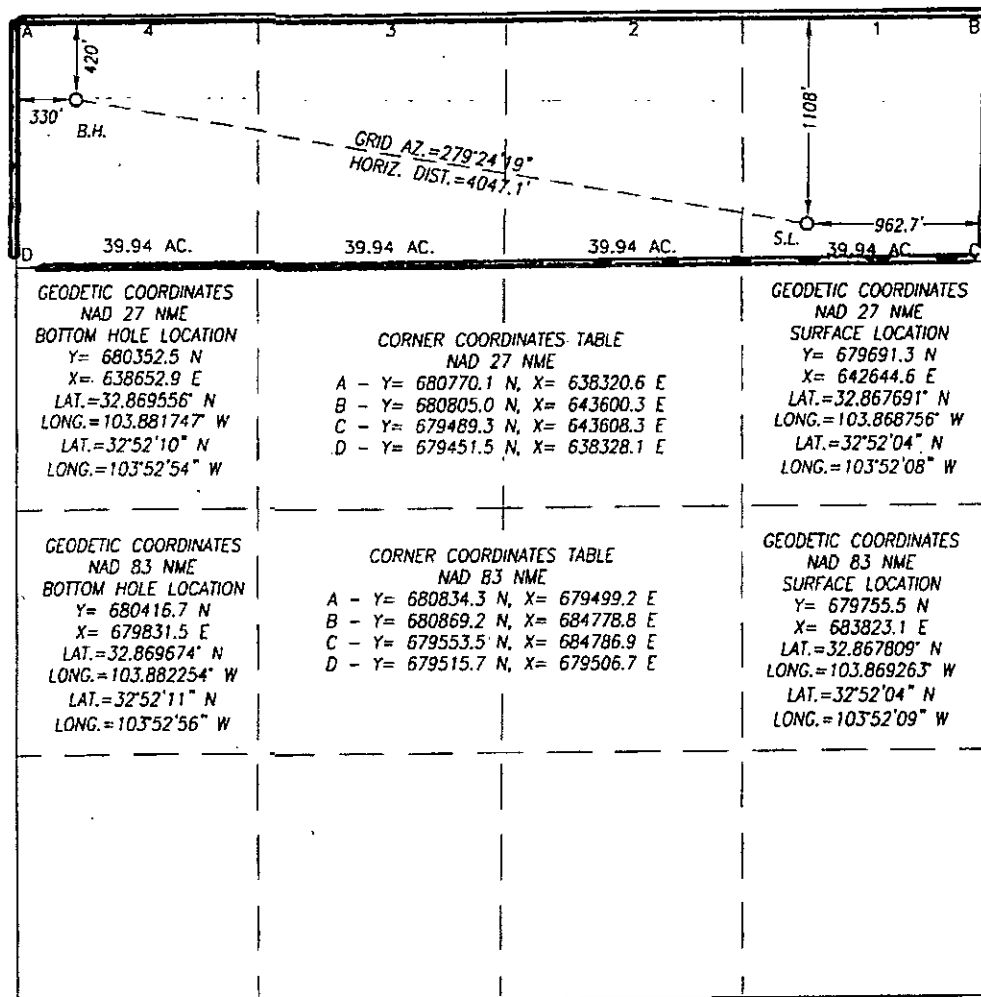 A 4 3 2 1 B
420'
330'
B.H.
GRID AZ.=279°24'19"
HORIZ. DIST.=4047.1'
1108'
S.L.
962.7'
D 39.94 AC. 39.94 AC. 39.94 AC. 39.94 AC. C
GEODETIC COORDINATES
NAD 27 NME
BOTTOM HOLE LOCATION
Y= 680352.5 N
X= 638652.9 E
LAT.=32.869556° N
LONG.=103.881747° W
LAT.=32°52'10" N
LONG.=103°52'54" W
CORNER COORDINATES TABLE
NAD 27 NME
A - Y= 680770.1 N, X= 638320.6 E
B - Y= 680805.0 N, X= 643600.3 E
C - Y= 679489.3 N, X= 643608.3 E
D - Y= 679451.5 N, X= 638328.1 E
GEODETIC COORDINATES
NAD 27 NME
SURFACE LOCATION
Y= 679691.3 N
X= 642644.6 E
LAT.=32.867691° N
LONG.=103.868756° W
LAT.=32°52'04" N
LONG.=103°52'08" W
GEODETIC COORDINATES
NAD 83 NME
BOTTOM HOLE LOCATION
Y= 680416.7 N
X= 679831.5 E
LAT.=32.869674° N
LONG.=103.882254° W
LAT.=32°52'11" N
LONG.=103°52'56" W
CORNER COORDINATES TABLE
NAD 83 NME
A - Y= 680834.3 N, X= 679499.2 E
B - Y= 680869.2 N, X= 684778.8 E
C - Y= 679553.5 N, X= 684786.9 E
D - Y= 679515.7 N, X= 679506.7 E
GEODETIC COORDINATES
NAD 83 NME
SURFACE LOCATION
Y= 679755.5 N
X= 683823.1 E
LAT.=32.867809° N
LONG.=103.869263° W
LAT.=32°52'04" N
LONG.=103°52'09" W